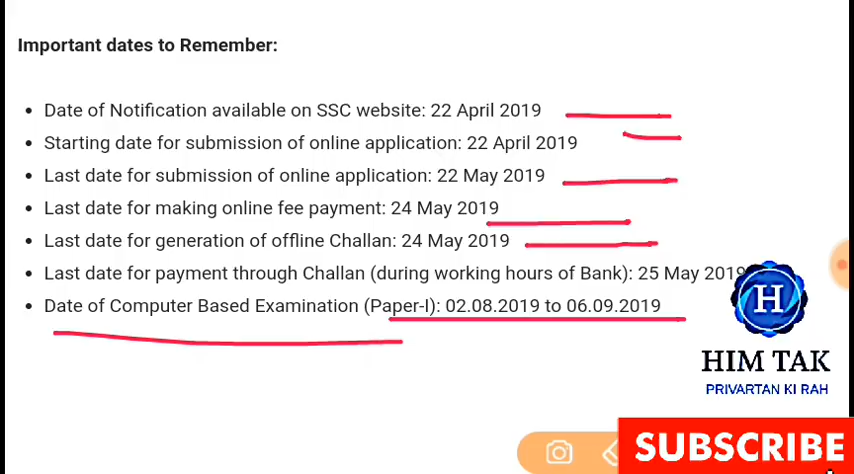 Important dates to Remember:
• Date of Notification available on SSC website: 22 April 2019
• Starting date for submission of online application: 22 April 2019
• Last date for submission of online application: 22 May 2019
• Last date for making online fee payment: 24 May 2019
• Last date for generation of offline Challan: 24 May 2019
• Last date for payment through Challan (during working hours of Bank): 25 May 2019
• Date of Computer Based Examination (Paper-I): 02.08.2019 to 06.09.2019
H
HIM TAK
PRIVARTAN KI RAH
SUBSCRIBE